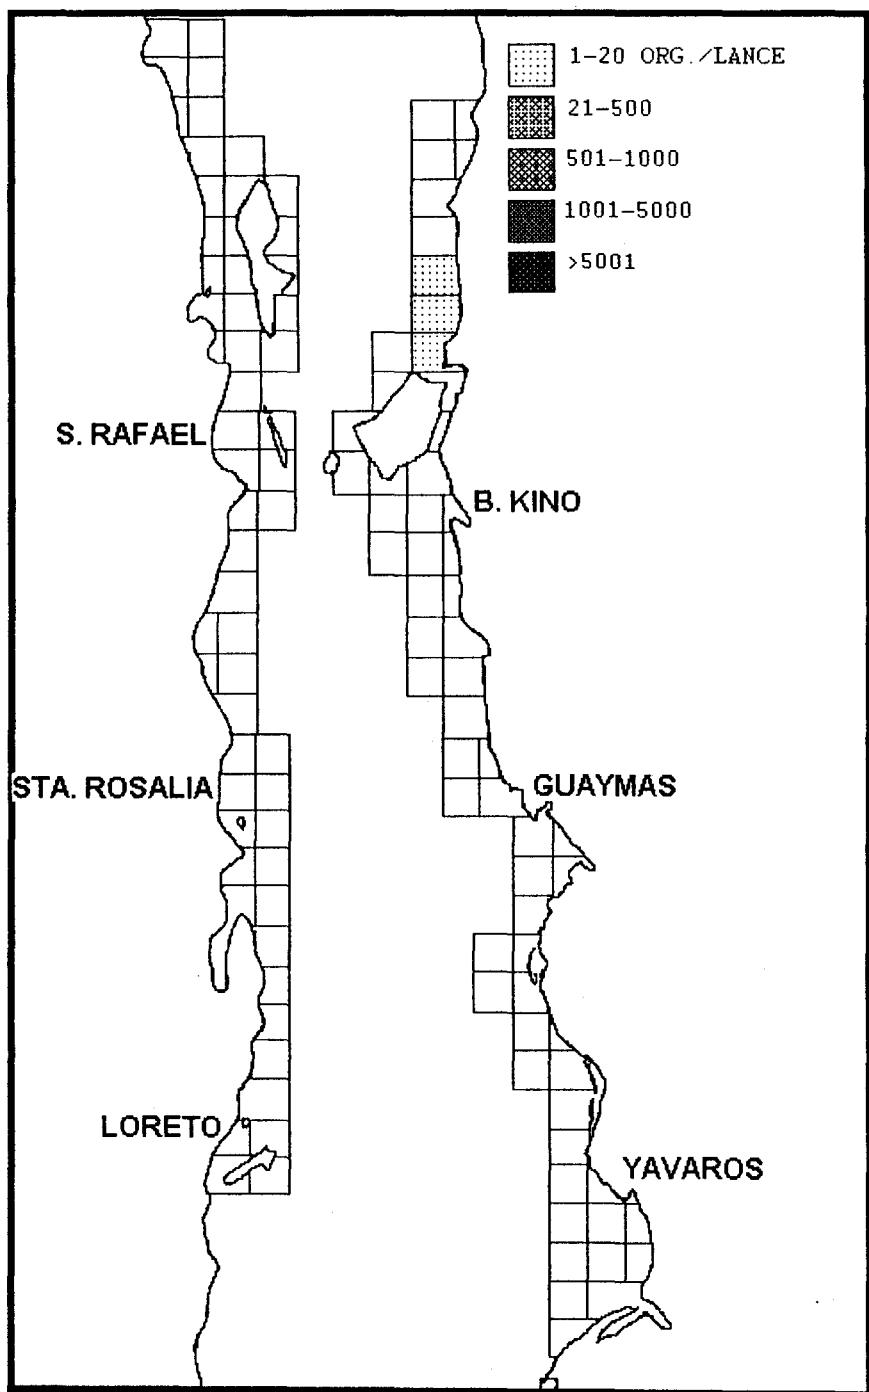 1-20 ORG./LANCE
21-500
501-1000
1001-5000
>5001
S. RAFAEL
B. KINO
STA. ROSALIA
GUAYMAS
LORETO
YAVAROS